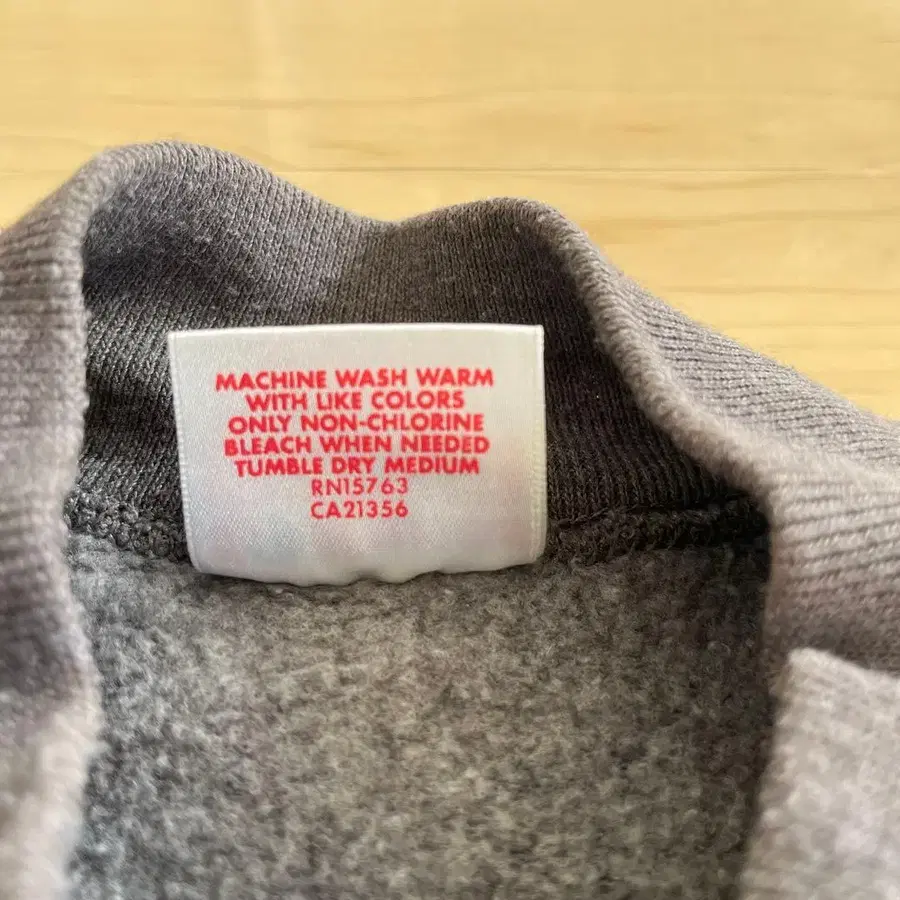 MACHINE WASH WARM
WITH LIKE COLORS
ONLY NON-CHLORINE
BLEACH WHEN NEEDED
TUMBLE DRY MEDIUM
RN15763
CA21356